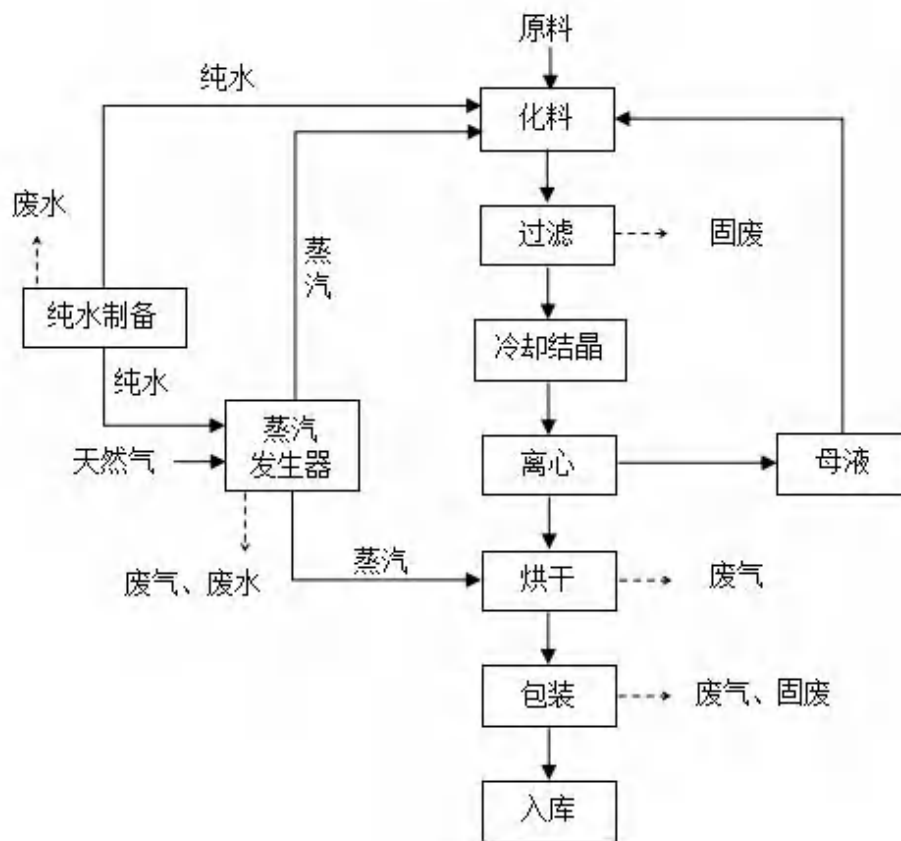 原料
纯水
化料
废水
过滤
固废
蒸
汽
纯水制备
冷却结晶
纯水
蒸汽
发生器
天然气
离心
母液
蒸汽
废气、废水
烘干
废气
包装
废气、固废
入库